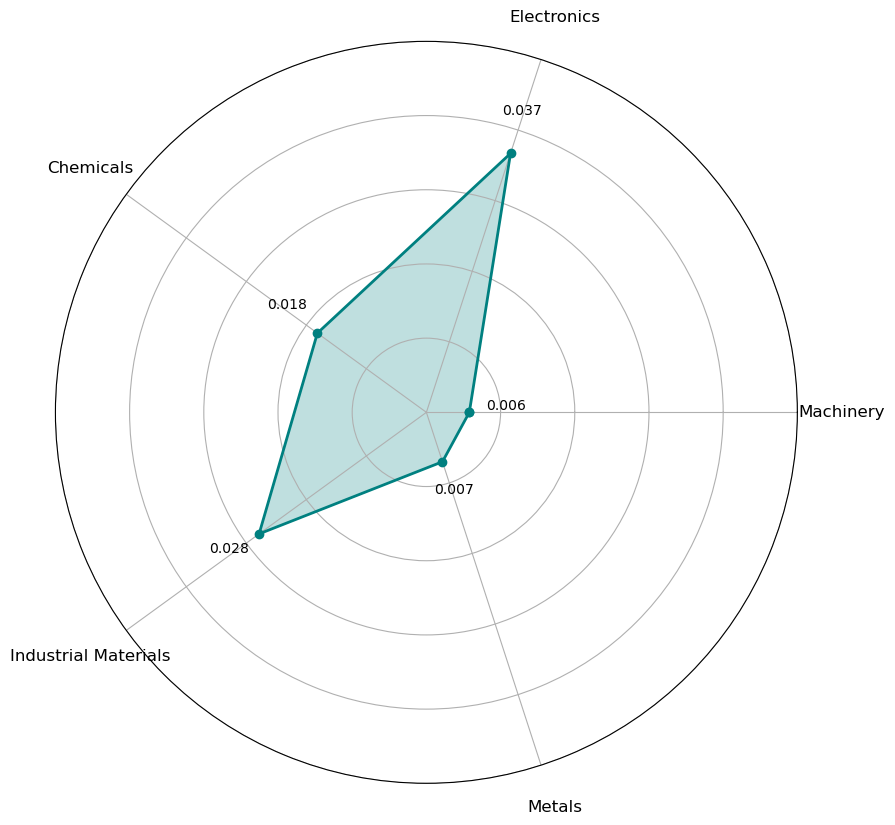 Electronics
0.037
Chemicals
0.018
0.006
Machinery
0.007
0.028
Industrial Materials
Metals